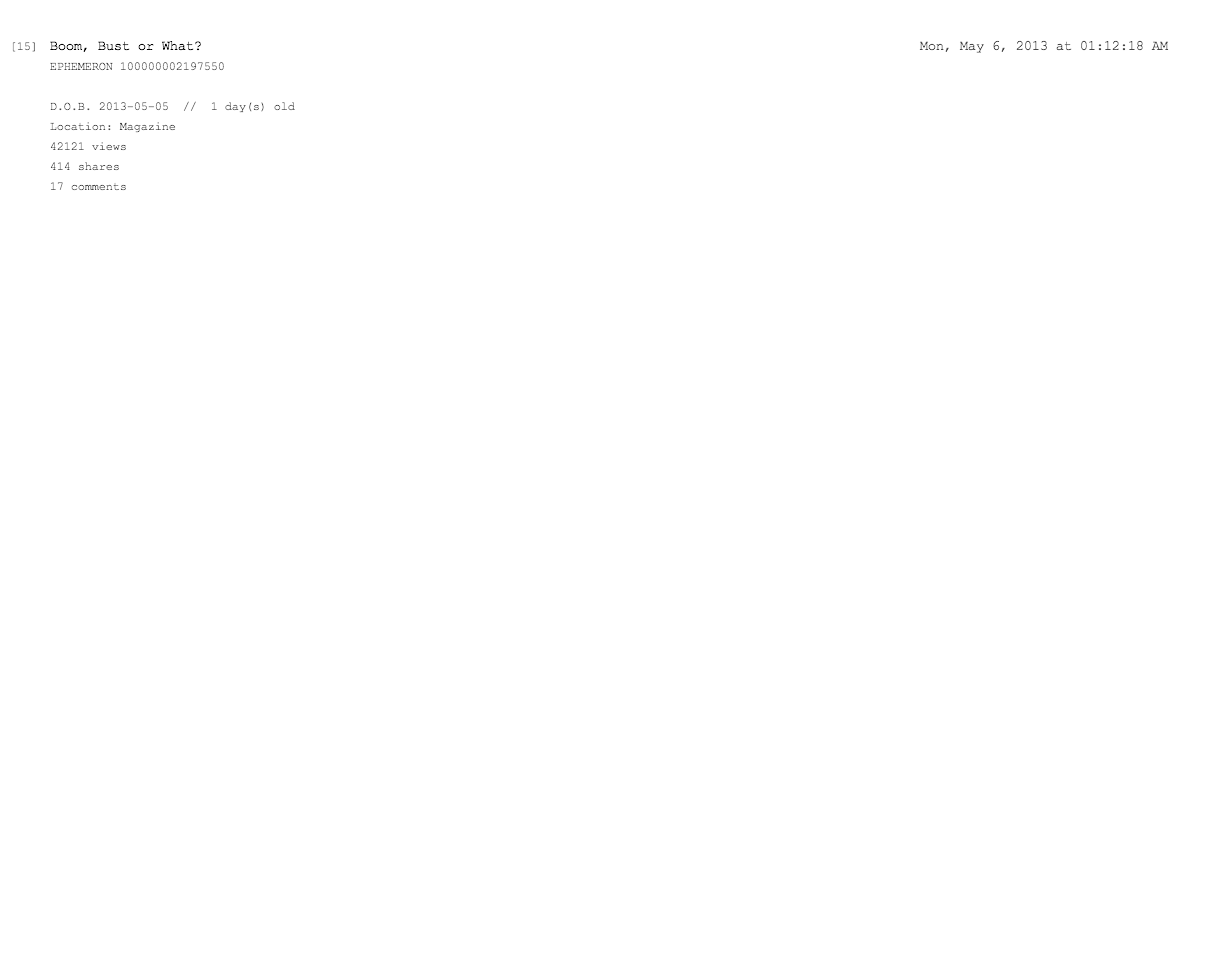 [15] Boom, Bust or What? Mon, May 6, 2013 at 01:12:18 AM
EPHEMERON 100000002197550
D.O.B. 2013-05-05 // 1 day(s) old
Location: Magazine
42121 views
414 shares
17 comments